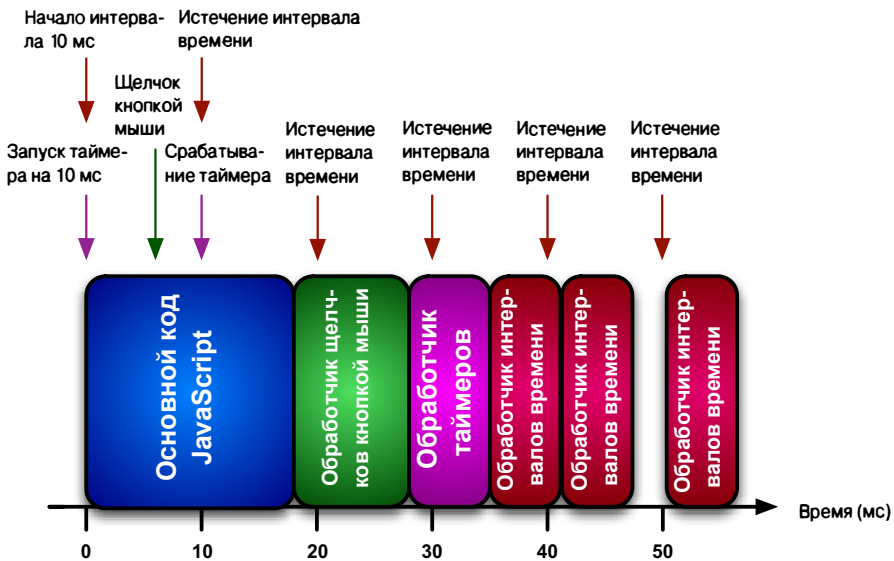 Начало интерва-
ла 10 мс
Истечение интервала
времени
Щелчок
кнопкой
мыши
Запуск тайме-
ра на 10 мс
Срабатыва-
ние таймера
Истечение
интервала
времени
Истечение
интервала
времени
Истечение
интервала
времени
Истечение
интервала
времени
Основной код
JavaScript
Обработчик щелч-
ков кнопкой мыши
Обработчик
таймеров
Обработчик интер-
валов времени
Обработчик интер-
валов времени
Обработчик интер-
валов времени
Время (мс)
0
10
20
30
40
50